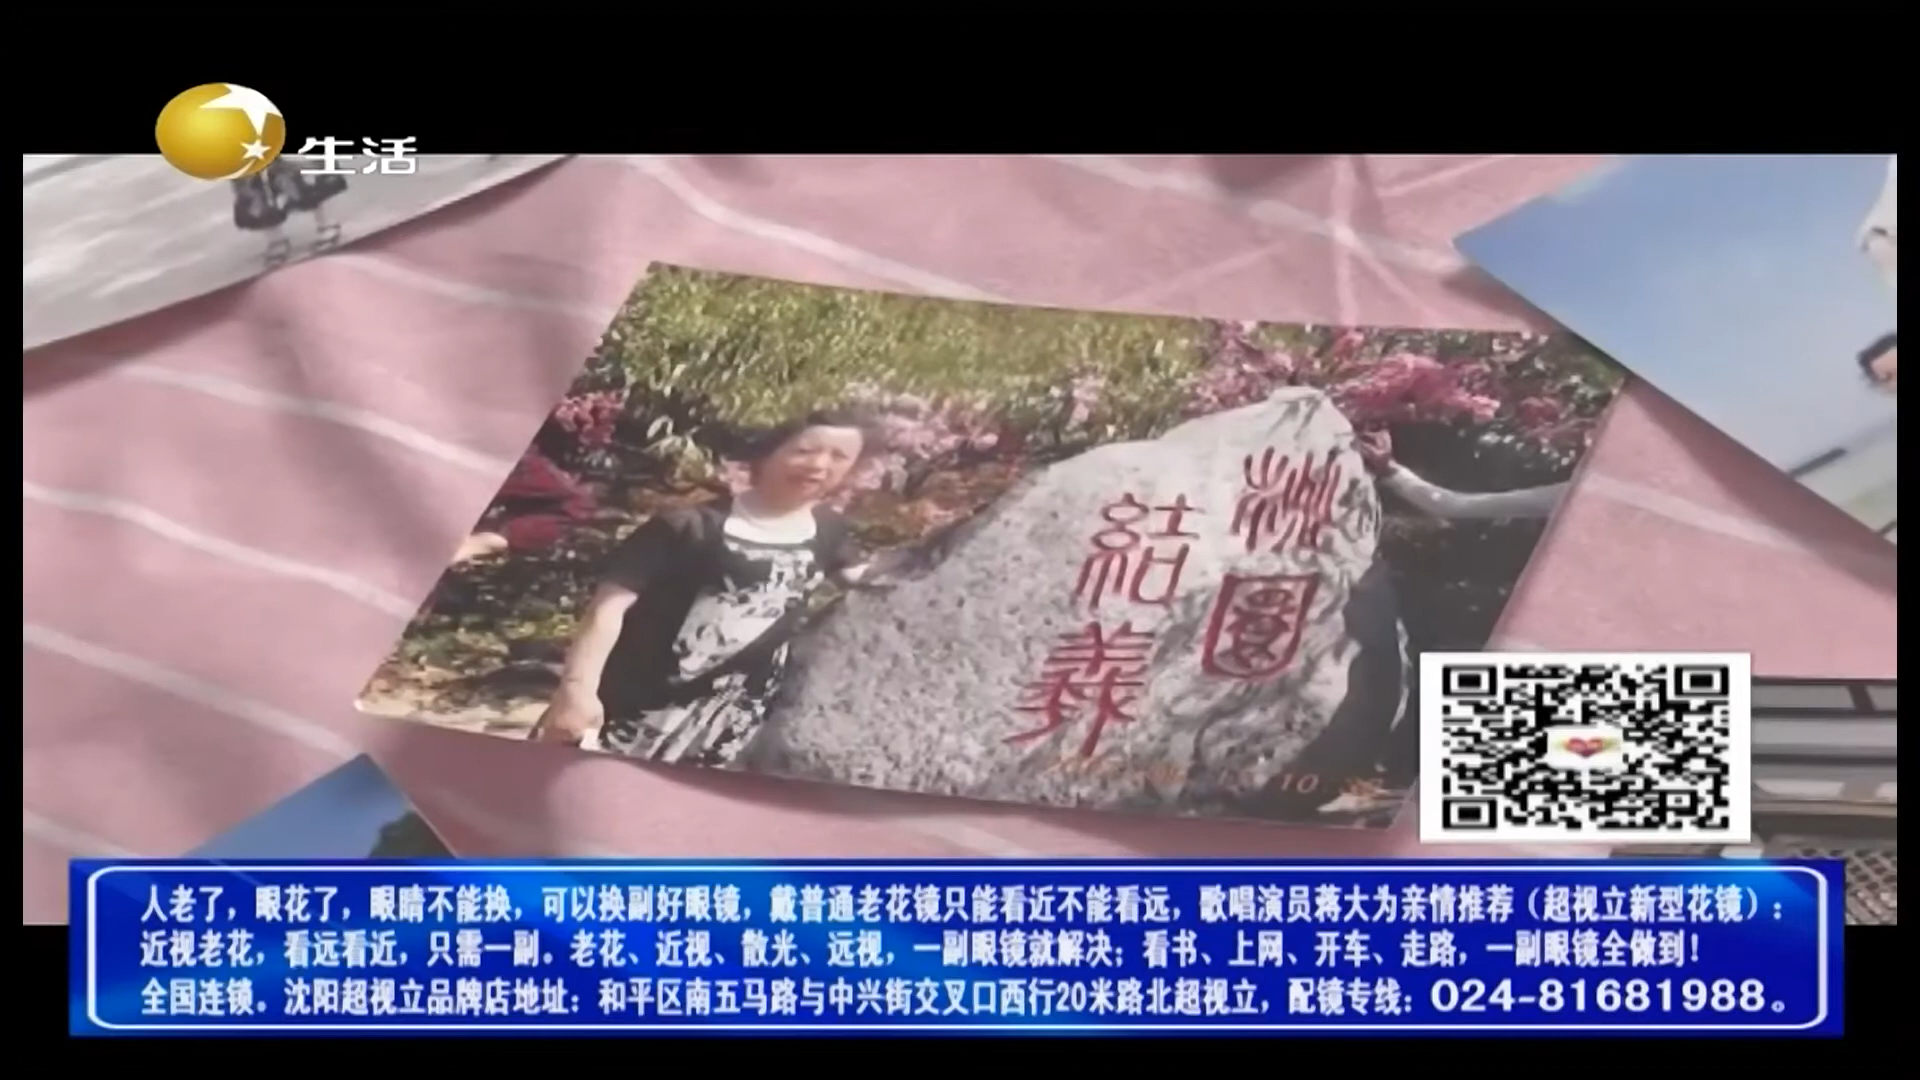 生活
桃園
結義
10
人老了，眼花了，眼睛不能换，可以换副好眼镜，戴普通老花镜只能看近不能看远，歌唱演员蒋大为亲情推荐（超视立新型花镜）：
近视老花，看远看近，只需一副。老花、近视、散光、远视，一副眼镜就解决；看书、上网、开车、走路，一副眼镜全做到！
全国连锁。沈阳超视立品牌店地址：和平区南五马路与中兴街交叉口西行20米路北超视立，配镜专线：024-81681988。